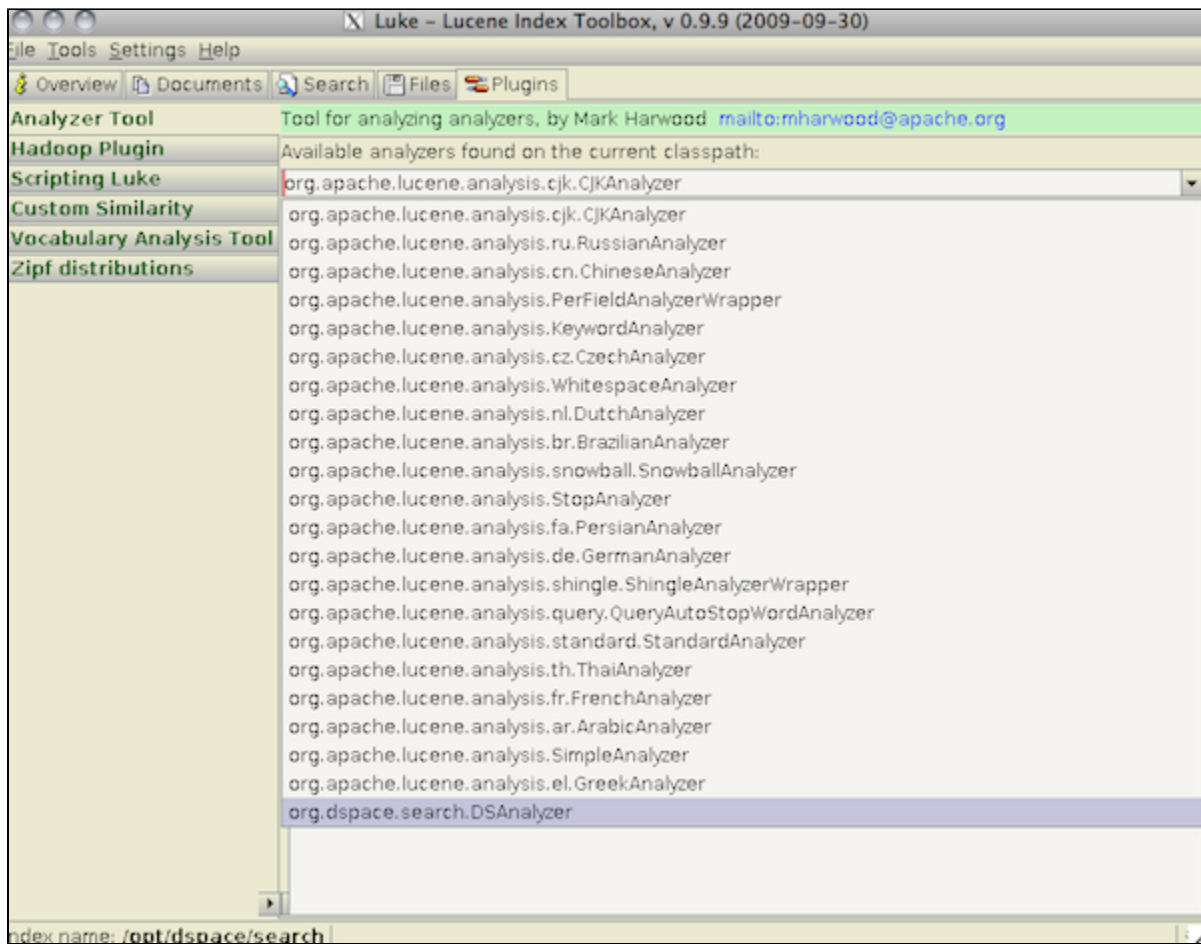 X Luke – Lucene Index Toolbox, v 0.9.9 (2009-09-30)
File Tools Settings Help
Overview Documents Search Files Plugins
Analyzer Tool
Hadoop Plugin
Scripting Luke
Custom Similarity
Vocabulary Analysis Tool
Zipf distributions
Tool for analyzing analyzers, by Mark Harwood mailto:mharwood@apache.org
Available analyzers found on the current classpath:
org.apache.lucene.analysis.cjk.CJKAnalyzer
org.apache.lucene.analysis.cjk.CJKAnalyzer
org.apache.lucene.analysis.ru.RussianAnalyzer
org.apache.lucene.analysis.cn.ChineseAnalyzer
org.apache.lucene.analysis.PerFieldAnalyzerWrapper
org.apache.lucene.analysis.KeywordAnalyzer
org.apache.lucene.analysis.cz.CzechAnalyzer
org.apache.lucene.analysis.WhitespaceAnalyzer
org.apache.lucene.analysis.nl.DutchAnalyzer
org.apache.lucene.analysis.br.BrazilianAnalyzer
org.apache.lucene.analysis.snowball.SnowballAnalyzer
org.apache.lucene.analysis.StopAnalyzer
org.apache.lucene.analysis.fa.PersianAnalyzer
org.apache.lucene.analysis.de.GermanAnalyzer
org.apache.lucene.analysis.shingle.ShingleAnalyzerWrapper
org.apache.lucene.analysis.query.QueryAutoStopWordAnalyzer
org.apache.lucene.analysis.standard.StandardAnalyzer
org.apache.lucene.analysis.th.ThaiAnalyzer
org.apache.lucene.analysis.fr.FrenchAnalyzer
org.apache.lucene.analysis.ar.ArabicAnalyzer
org.apache.lucene.analysis.SimpleAnalyzer
org.apache.lucene.analysis.el.GreekAnalyzer
org.dspace.search.DSAnalyzer
ndex name: /opt/dspace/search